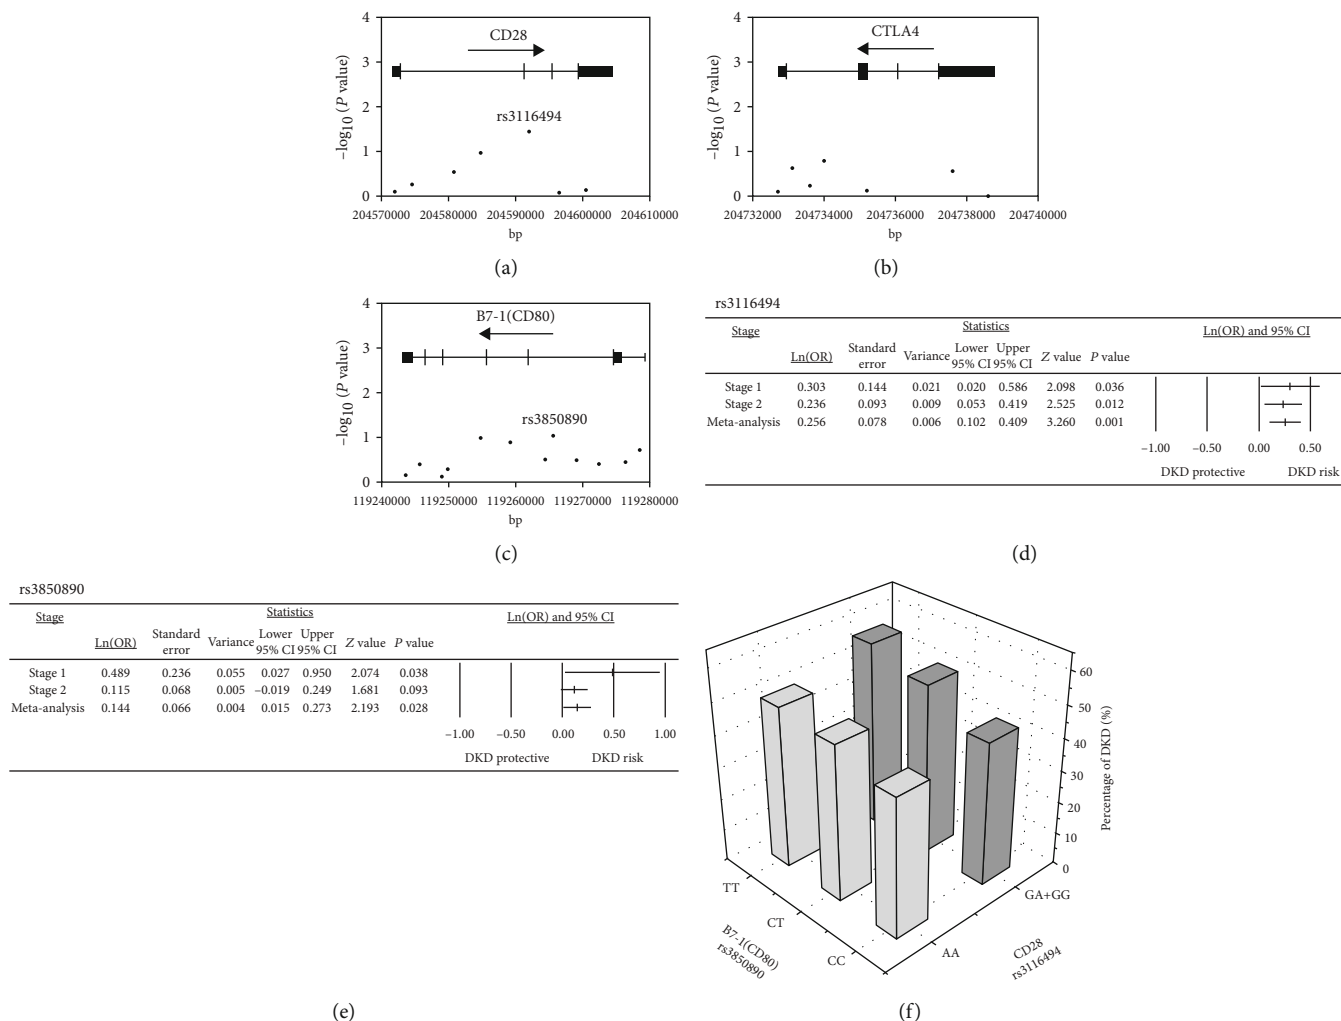 4
3
2
1
0
−log10 (P value)
CD28
rs3116494
204570000 204580000 204590000 204600000 204610000
bp
(a)
4
3
2
1
0
−log10 (P value)
CTLA4
204732000 204734000 204736000 204738000 204740000
bp
(b)
4
3
2
1
0
−log10 (P value)
B7-1(CD80)
rs3850890
119240000 119250000 119260000 119270000 119280000
bp
(c)
rs3116494
Stage Statistics Ln(OR) and 95% CI
Ln(OR) Standard error Variance Lower 95% CI Upper 95% CI Z value P value
Stage 1 0.303 0.144 0.021 0.020 0.586 2.098 0.036
Stage 2 0.236 0.093 0.009 0.053 0.419 2.525 0.012
Meta-analysis 0.256 0.078 0.006 0.102 0.409 3.260 0.001
−1.00 −0.50 0.00 0.50
DKD protective DKD risk
(d)
rs3850890
Stage Statistics Ln(OR) and 95% CI
Ln(OR) Standard error Variance Lower 95% CI Upper 95% CI Z value P value
Stage 1 0.489 0.236 0.055 0.027 0.950 2.074 0.038
Stage 2 0.115 0.068 0.005 −0.019 0.249 1.681 0.093
Meta-analysis 0.144 0.066 0.004 0.015 0.273 2.193 0.028
−1.00 −0.50 0.00 0.50 1.00
DKD protective DKD risk
(e)
60
50
40
30
20
10
0
Percentage of DKD (%)
TT
CT
CC
B7-1(CD80)
rs3850890
AA
GA+GG
CD28
rs3116494
(f)